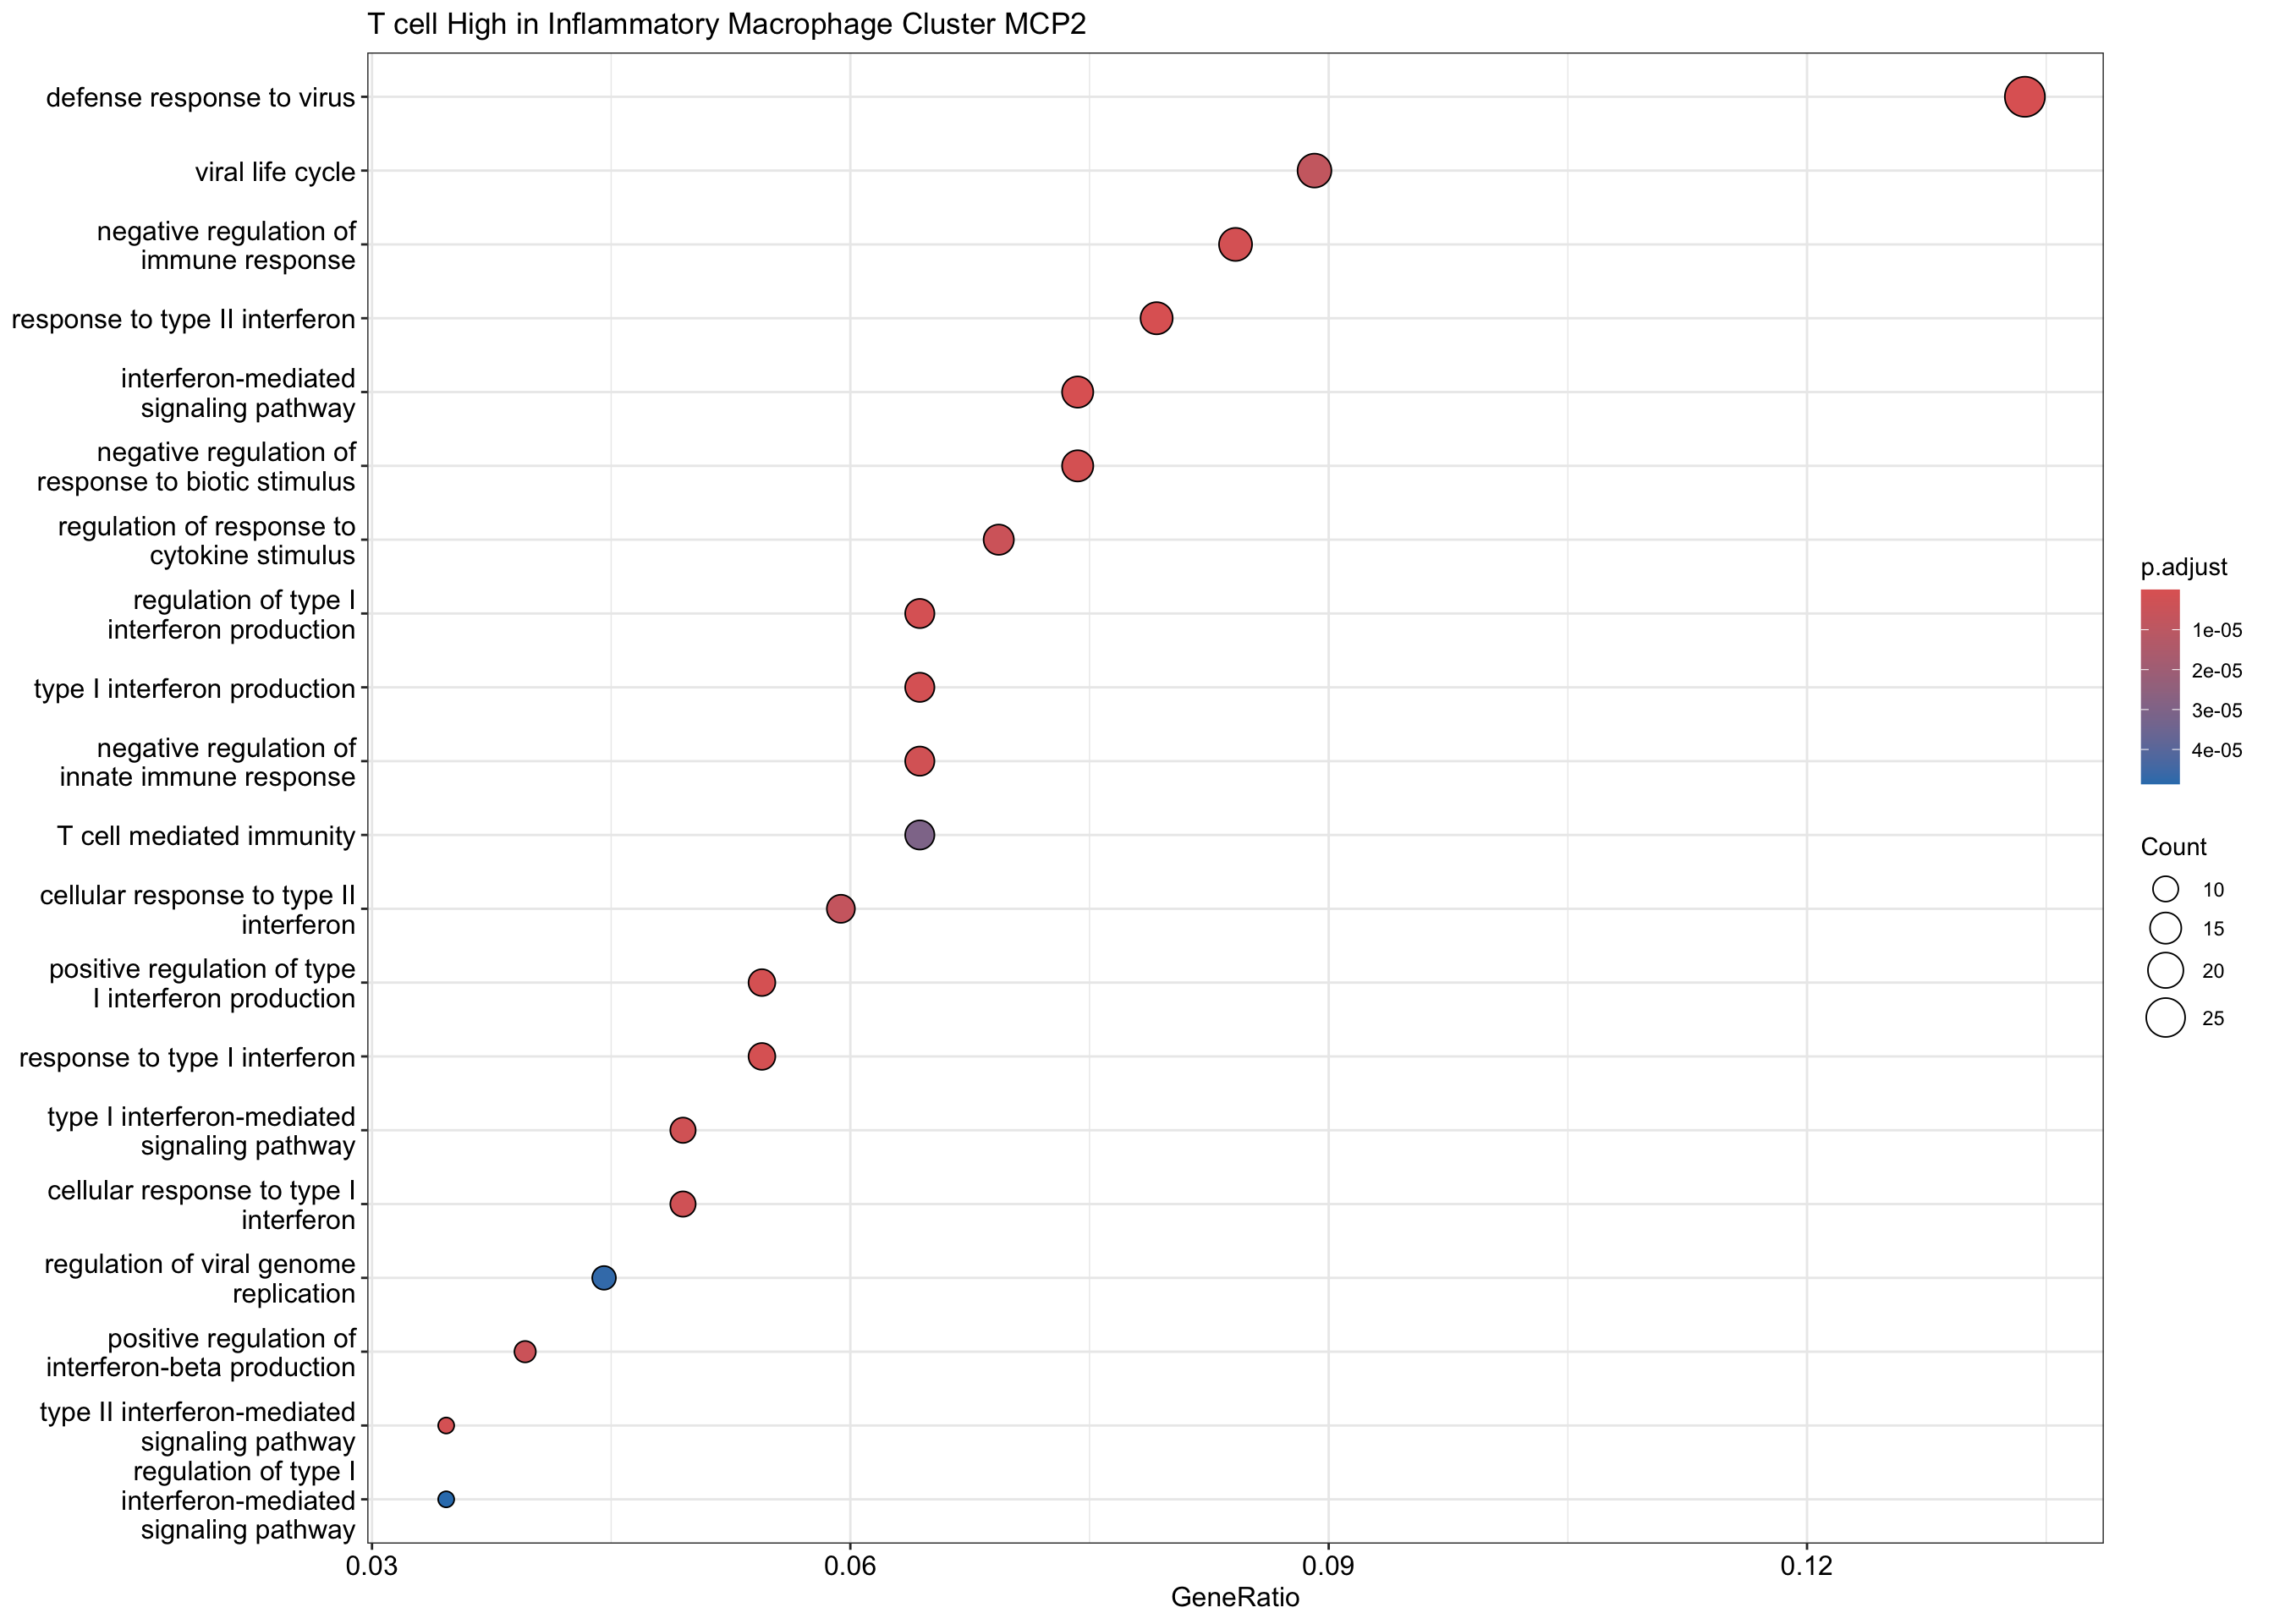 T cell High in Inflammatory Macrophage Cluster MCP2
defense response to virus
viral life cycle
negative regulation of
immune response
response to type II interferon
interferon-mediated
signaling pathway
negative regulation of
response to biotic stimulus
regulation of response to
cytokine stimulus
regulation of type I
interferon production
type I interferon production
negative regulation of
innate immune response
T cell mediated immunity
cellular response to type II
interferon
positive regulation of type
I interferon production
response to type I interferon
type I interferon-mediated
signaling pathway
cellular response to type I
interferon
regulation of viral genome
replication
positive regulation of
interferon-beta production
type II interferon-mediated
signaling pathway
regulation of type I
interferon-mediated
signaling pathway
0.03 0.06 0.09 0.12
GeneRatio
p.adjust
1e-05
2e-05
3e-05
4e-05
Count
10
15
20
25